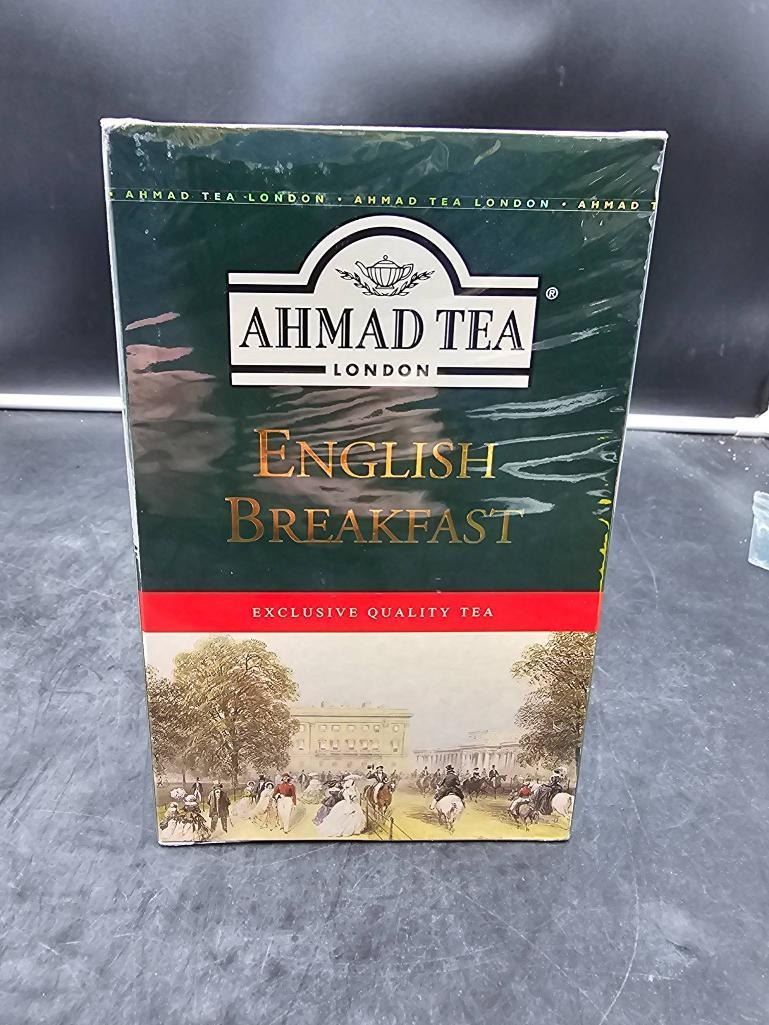 AHMAD TEA LONDON • AHMAD TEA LONDON • AHMAD
AHMAD TEA®
LONDON
ENGLISH
BREAKFAST
EXCLUSIVE QUALITY TEA